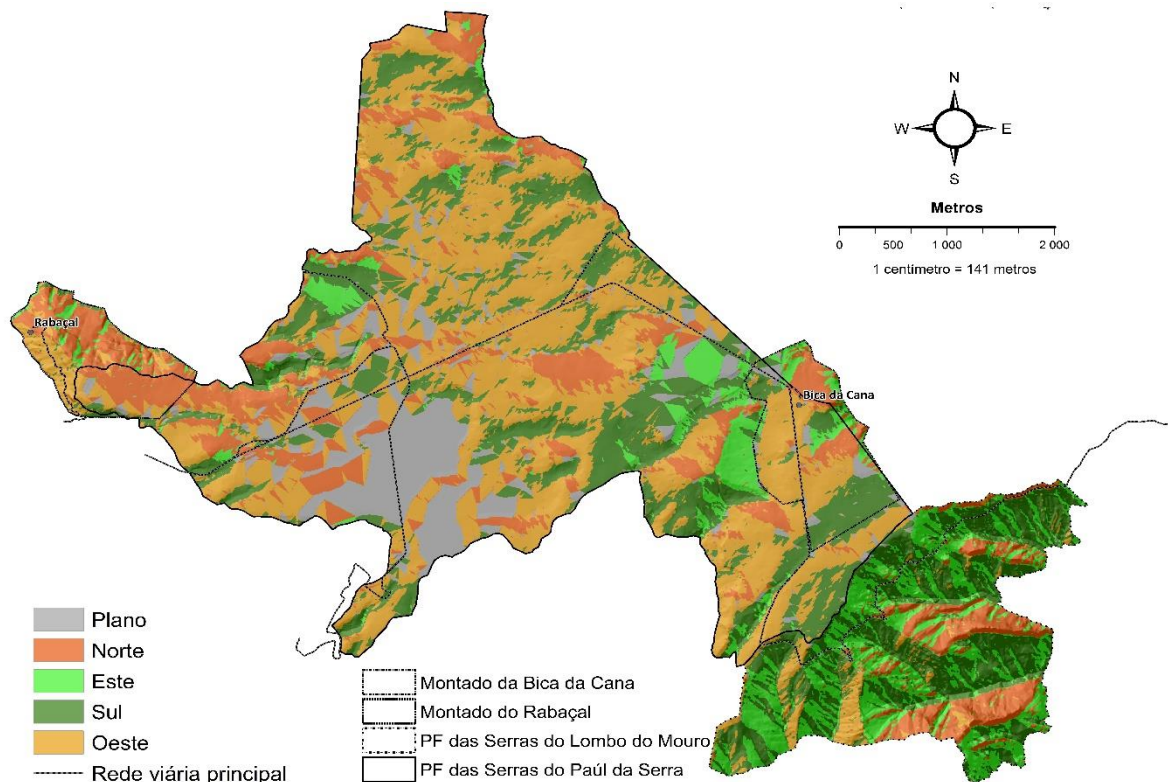 N
W E
S
Metros
0 500 1 000 2 000
1 centímetro = 141 metros
Rabaçal
Bica da Cana
Plano
Norte
Este
Sul
Oeste
Rede viária principal
Montado da Bica da Cana
Montado do Rabaçal
PF das Serras do Lombo do Mouro
PF das Serras do Paúl da Serra